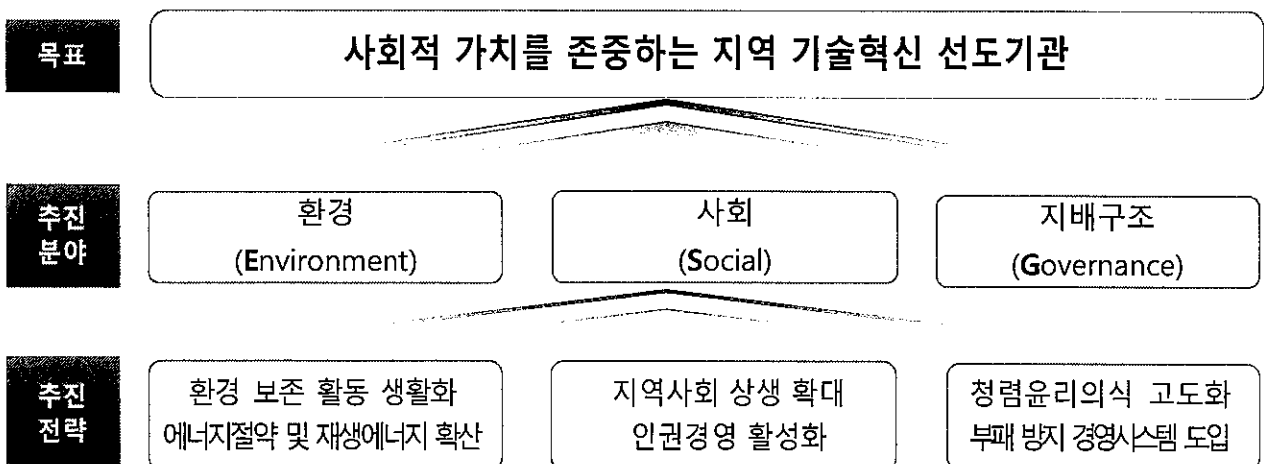 목표
사회적 가치를 존중하는 지역 기술혁신 선도기관
추진
분야
환경
(Environment)
사회
(Social)
지배구조
(Governance)
추진
전략
환경 보존 활동 생활화
에너지절약 및 재생에너지 확산
지역사회 상생 확대
인권경영 활성화
청렴윤리의식 고도화
부패 방지 경영시스템 도입